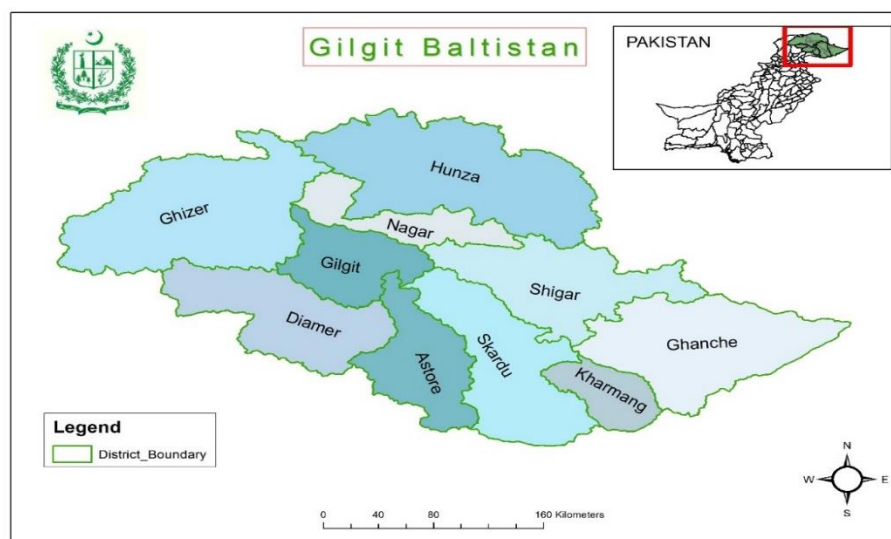 Gilgit Baltistan
PAKISTAN
Hunza
Ghizer
Nagar
Gilgit
Shigar
Diamer
Skardu
Ghanche
Astore
Kharmang
Legend
District_Boundary
N
W E
S
0 40 80 160 Kilometers